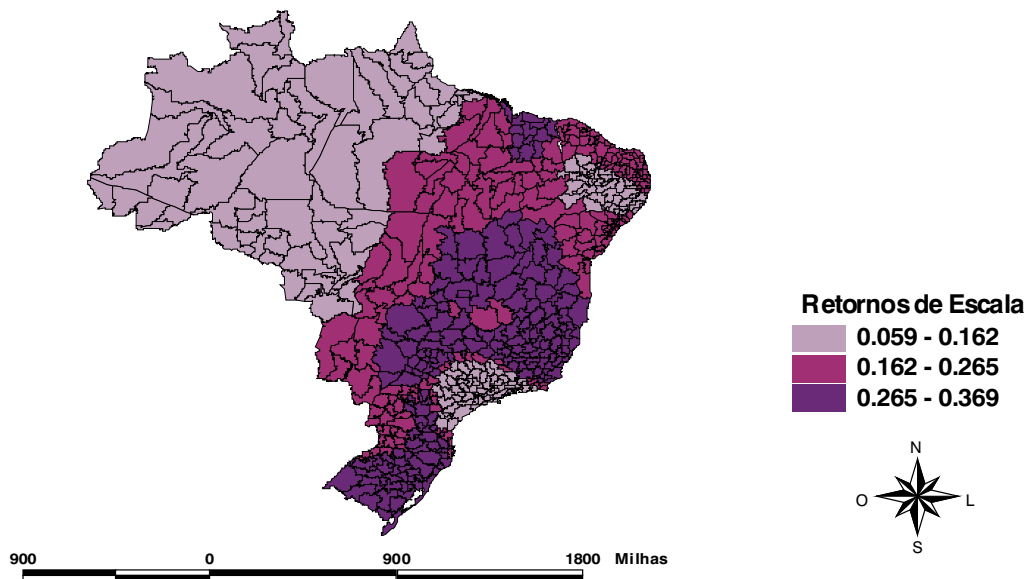 Retornos de Escala
0.059 - 0.162
0.162 - 0.265
0.265 - 0.369
N
O L
S
900 0 900 1800 Milhas